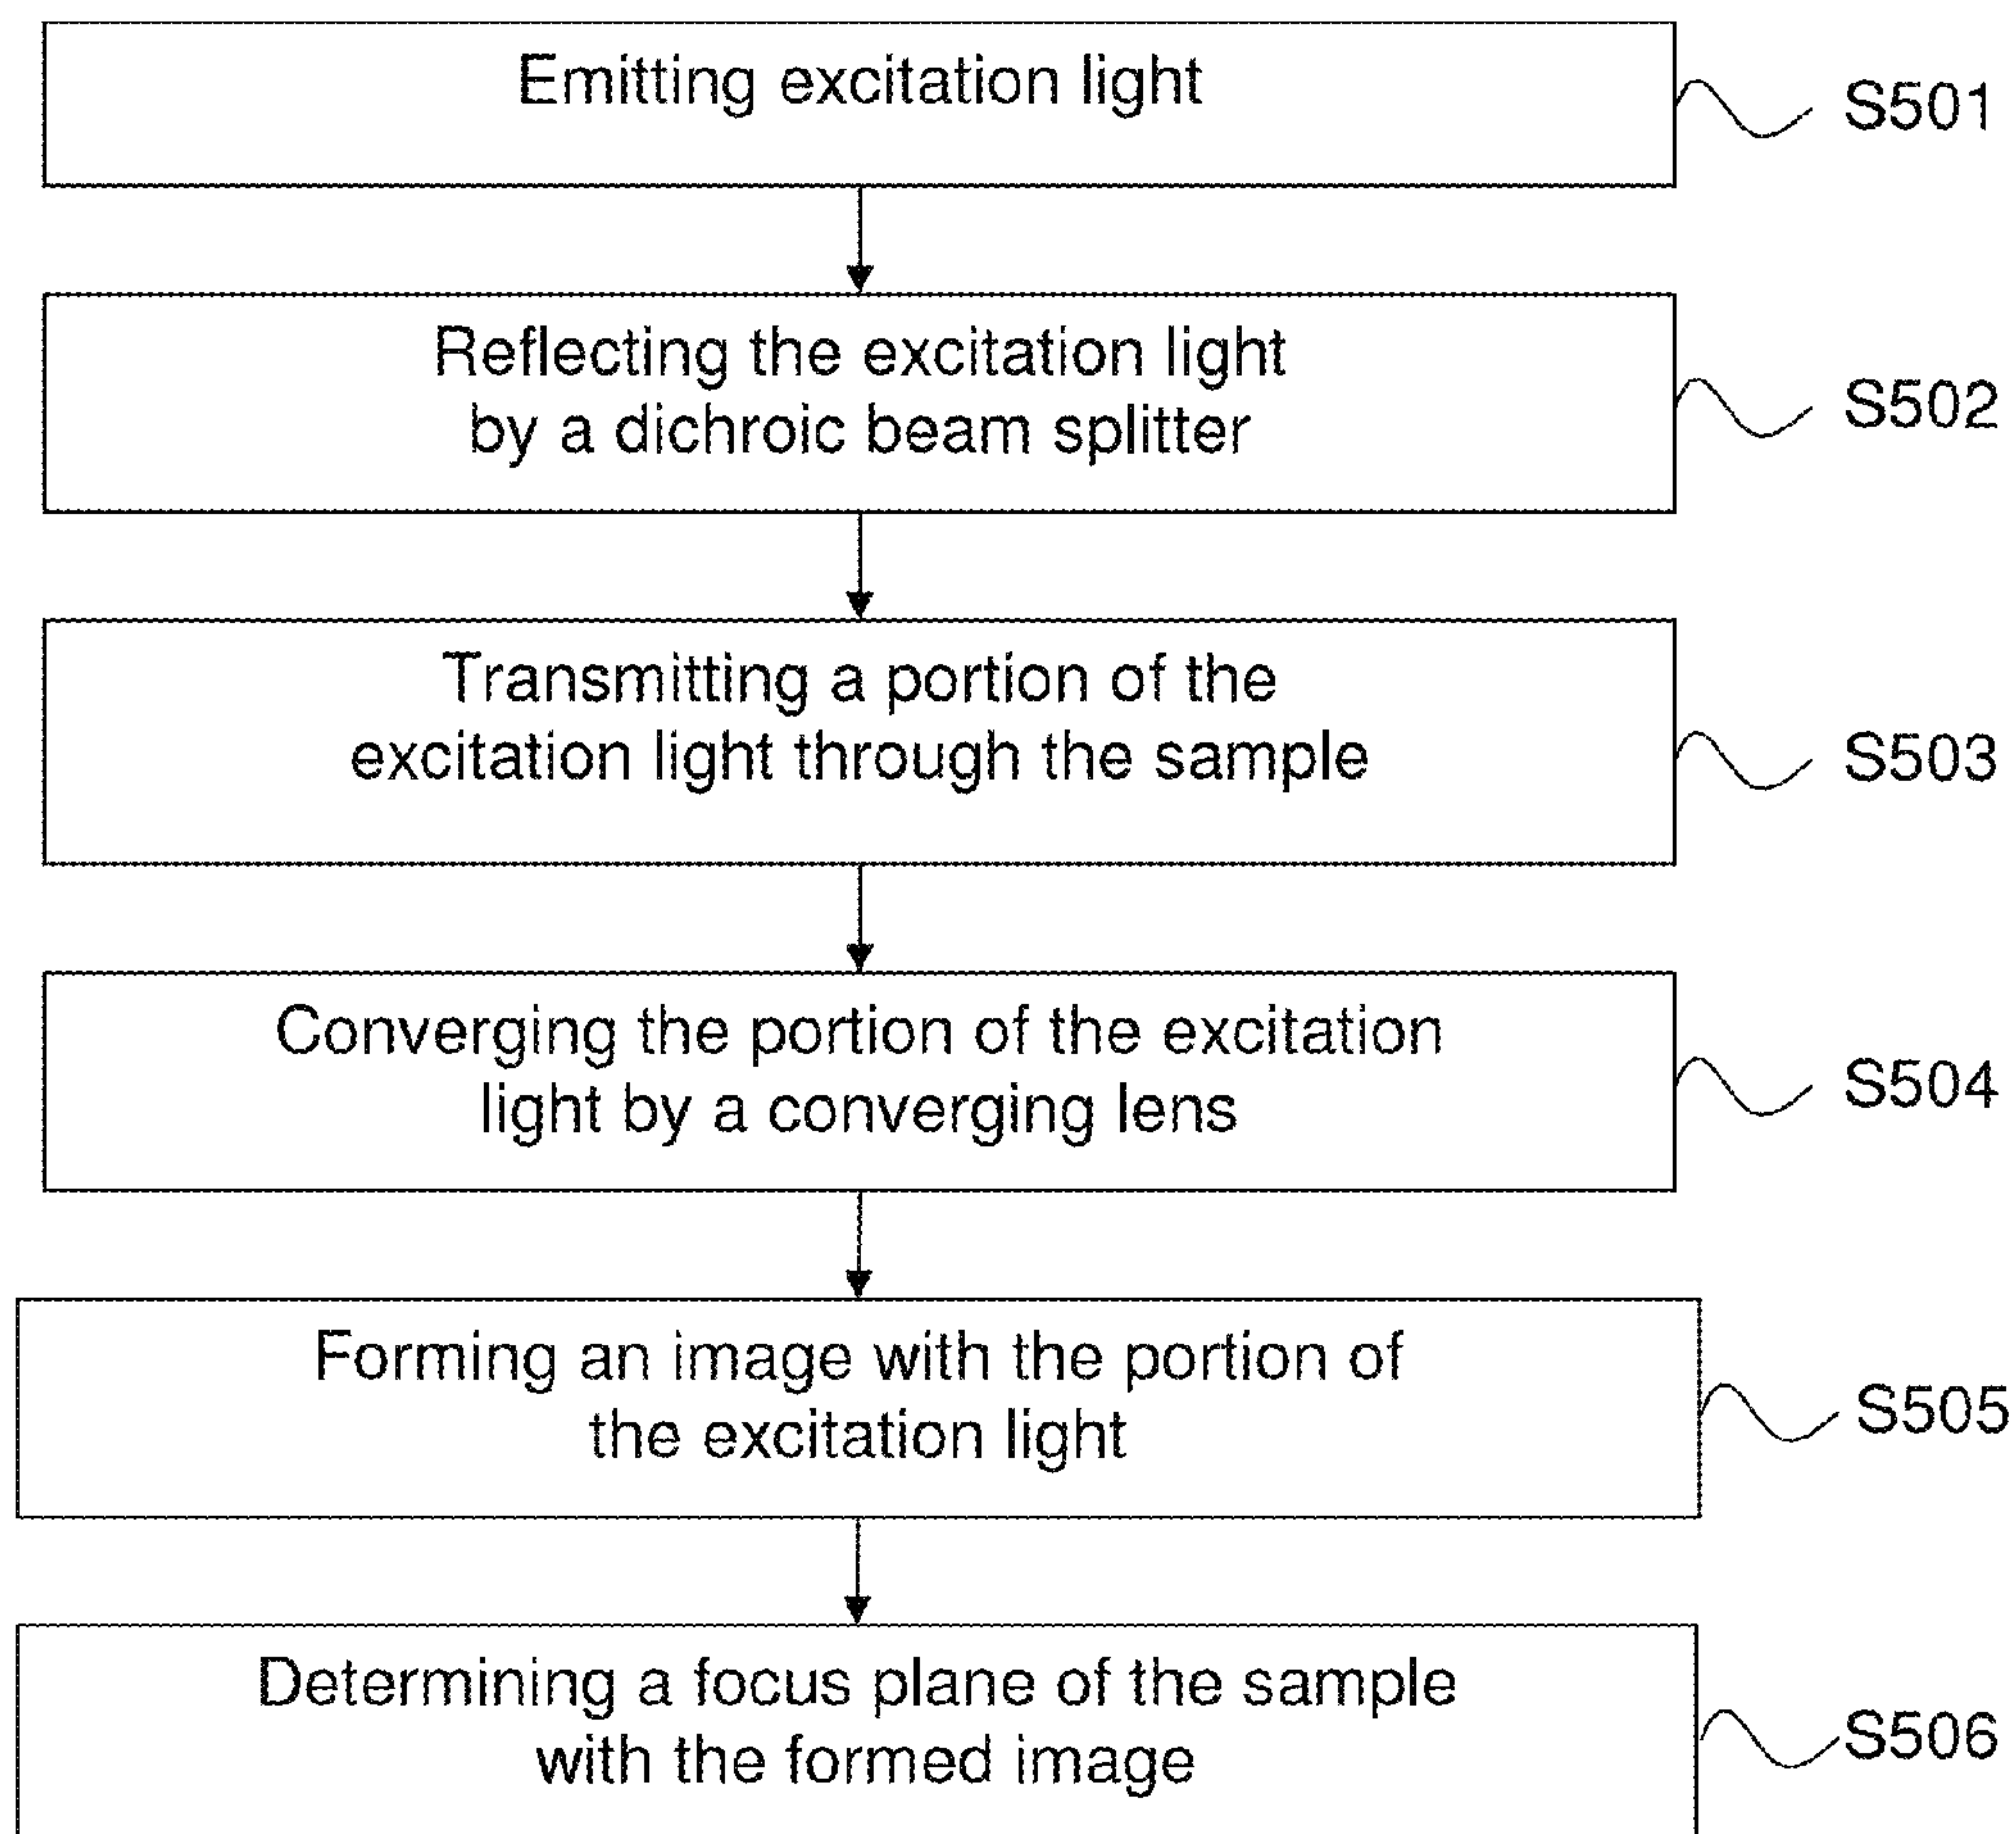 Emitting excitation light
S501
Reflecting the excitation light
by a dichroic beam splitter
S502
Transmitting a portion of the
excitation light through the sample
S503
Converging the portion of the excitation
light by a converging lens
S504
Forming an image with the portion of
the excitation light
S505
Determining a focus plane of the sample
with the formed image
S506